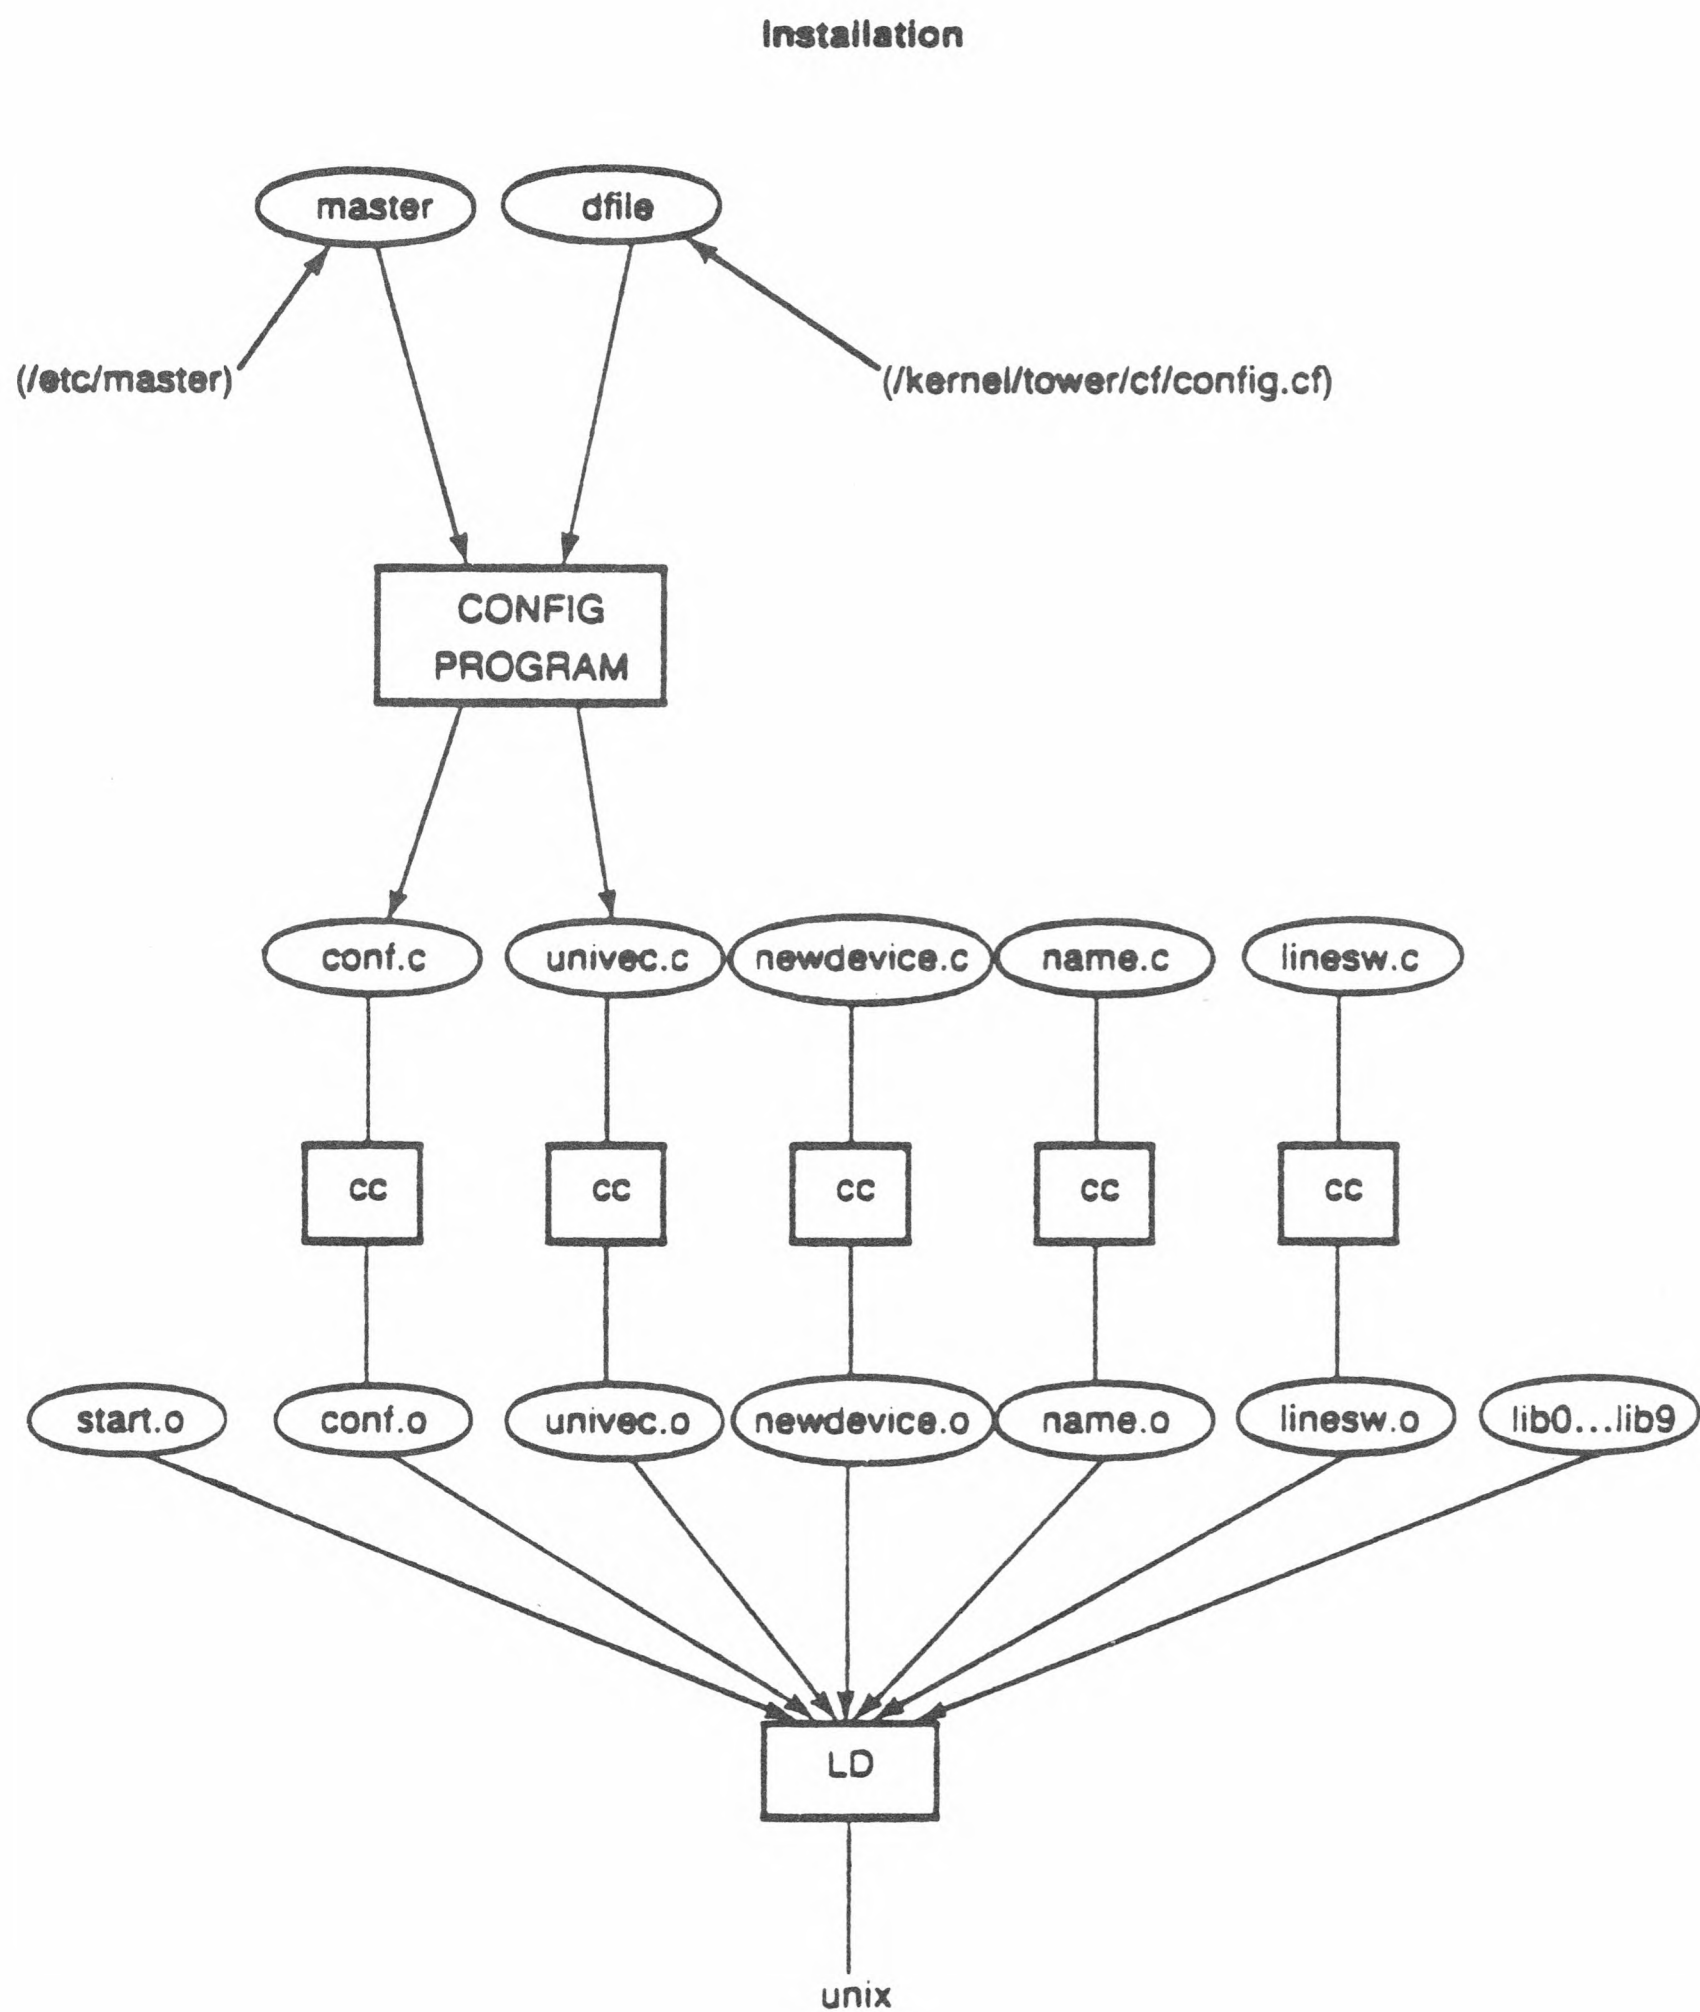 Installation
master
dfile
(/etc/master)
(/kernel/tower/cf/config.cf)
CONFIG
PROGRAM
conf.c
univec.c
newdevice.c
name.c
linesw.c
cc
cc
cc
cc
cc
start.o
conf.o
univec.o
newdevice.o
name.o
linesw.o
lib0...lib9
LD
unix